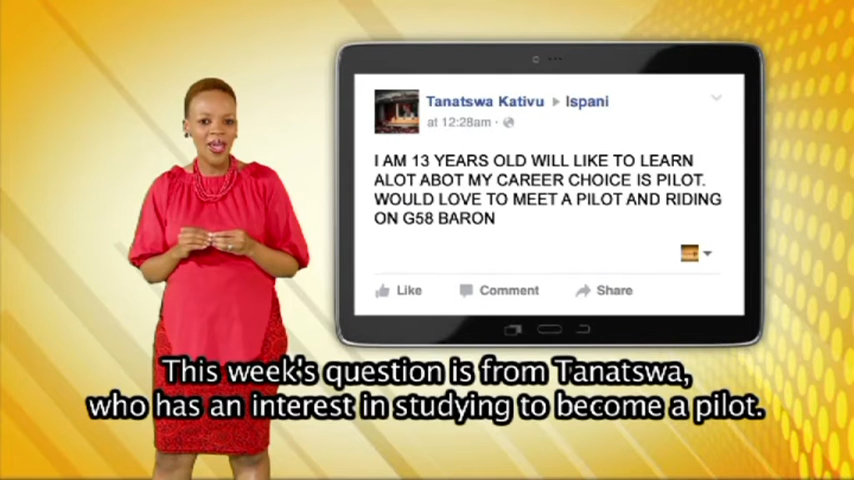 Tanatswa Kativu Ispani
at 12:28am ·
I AM 13 YEARS OLD WILL LIKE TO LEARN
ALOT ABOT MY CAREER CHOICE IS PILOT.
WOULD LOVE TO MEET A PILOT AND RIDING
ON G58 BARON
Like Comment Share
This week's question is from Tanatswa,
who has an interest in studying to become a pilot.